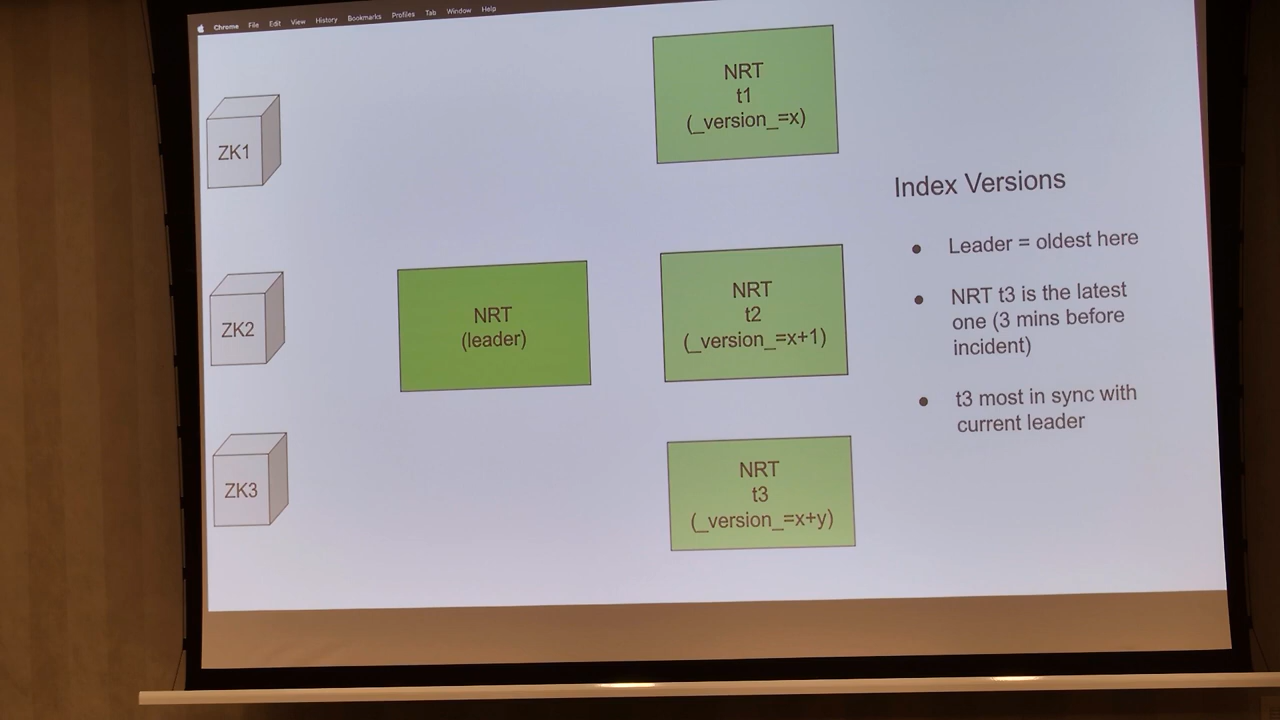 Chrome File Edit View History Bookmarks Profiles Tab Window Help
ZK1
ZK2
ZK3
NRT
(leader)
NRT
t1
(_version_=x)
NRT
t2
(_version_=x+1)
NRT
t3
(_version_=x+y)
Index Versions
● Leader = oldest here
● NRT t3 is the latest
one (3 mins before
incident)
● t3 most in sync with
current leader